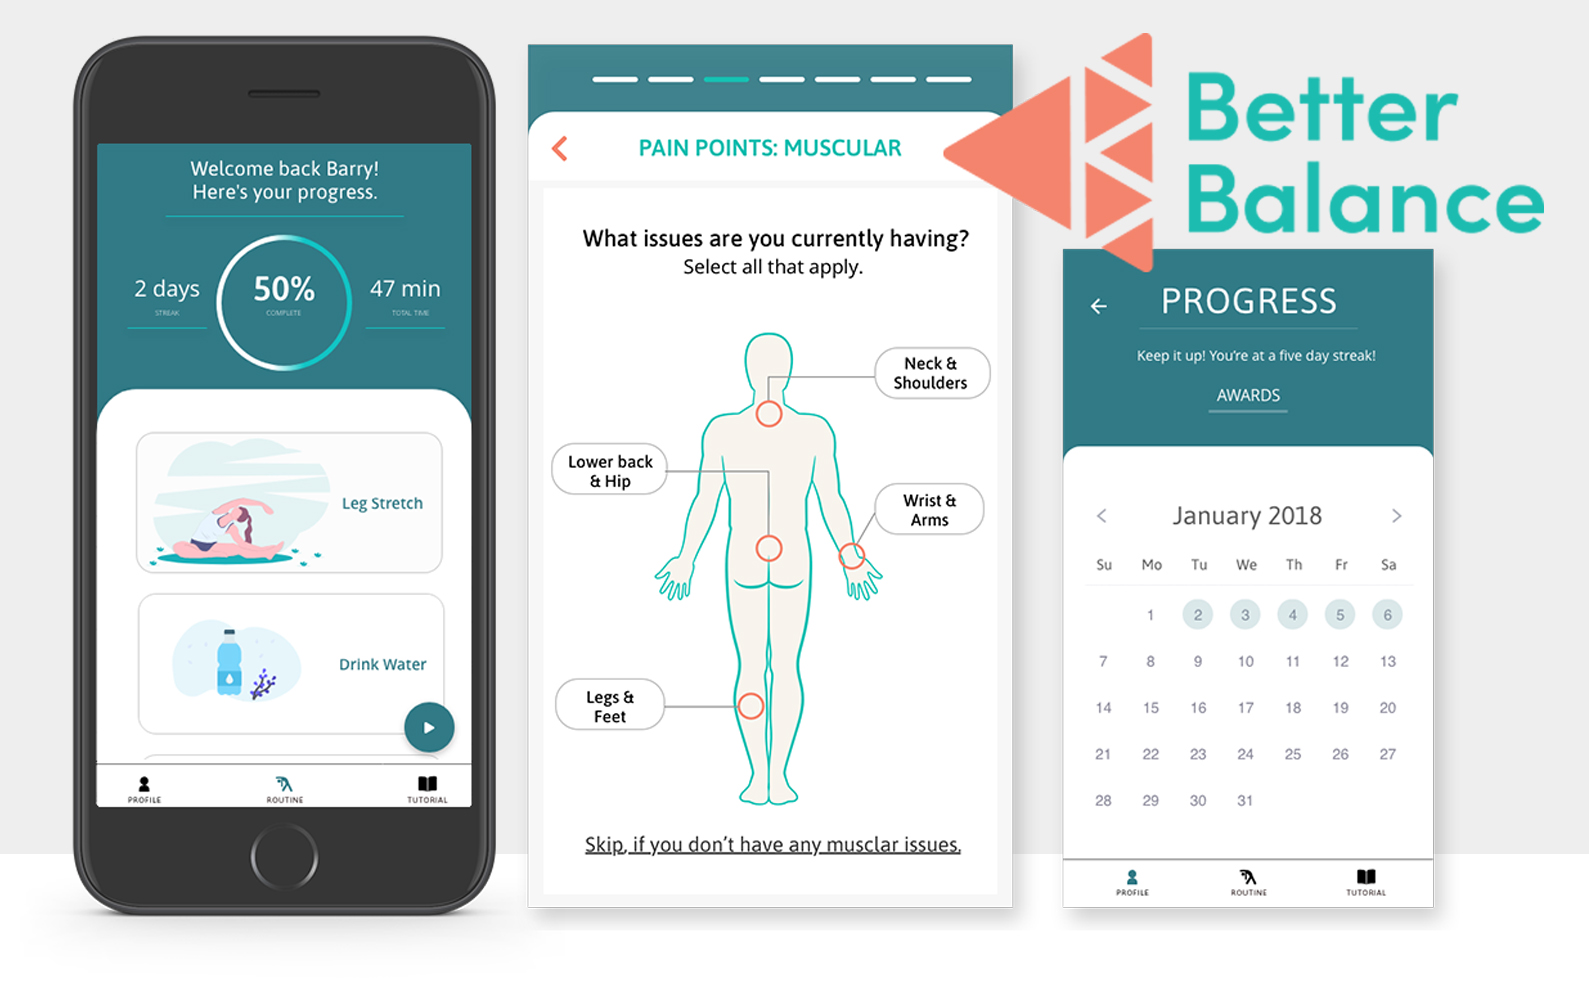 Welcome back Barry!
Here's your progress.
2 days
STREAK
50%
COMPLETE
47 min
TOTAL TIME
Leg Stretch
Drink Water
PROFILE
ROUTINE
TUTORIAL
PAIN POINTS: MUSCULAR
What issues are you currently having?
Select all that apply.
Neck &
Shoulders
Lower back
& Hip
Wrist &
Arms
Legs &
Feet
Skip, if you don't have any musclar issues.
Better
Balance
PROGRESS
Keep it up! You're at a five day streak!
AWARDS
January 2018
Su Mo Tu We Th Fr Sa
1 2 3 4 5 6
7 8 9 10 11 12 13
14 15 16 17 18 19 20
21 22 23 24 25 26 27
28 29 30 31
PROFILE
ROUTINE
TUTORIAL